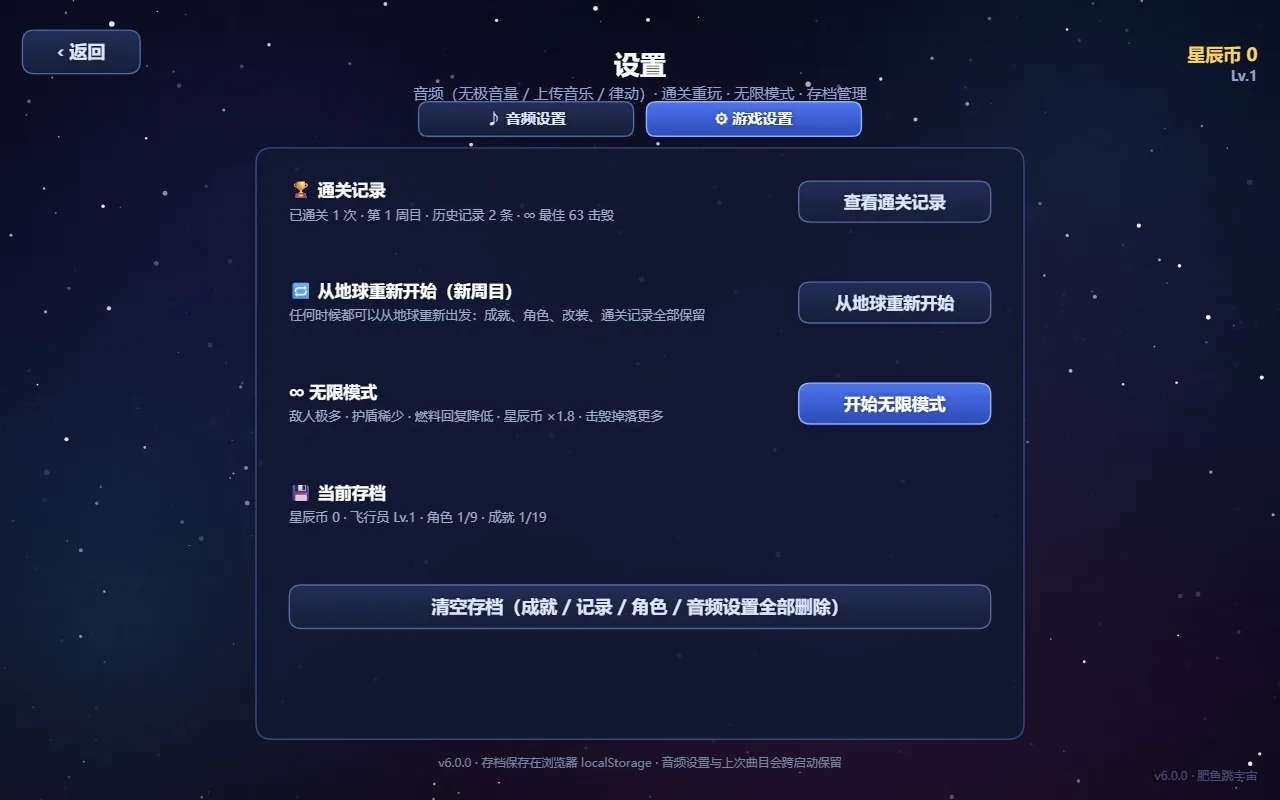 ‹ 返回
设置
星辰币 0
Lv.1
音频（无极音量 / 上传音乐 / 律动）· 通关重玩 · 无限模式 · 存档管理
♪ 音频设置
⚙ 游戏设置
🏆 通关记录
已通关 1 次 · 第 1 周目 · 历史记录 2 条 · ∞ 最佳 63 击毁
查看通关记录
🔁 从地球重新开始（新周目）
任何时候都可以从地球重新出发：成就、角色、改装、通关记录全部保留
从地球重新开始
∞ 无限模式
敌人极多 · 护盾稀少 · 燃料回复降低 · 星辰币 ×1.8 · 击毁掉落更多
开始无限模式
💾 当前存档
星辰币 0 · 飞行员 Lv.1 · 角色 1/9 · 成就 1/19
清空存档（成就 / 记录 / 角色 / 音频设置全部删除）
v6.0.0 · 存档保存在浏览器 localStorage · 音频设置与上次曲目会跨启动保留
v6.0.0 · 肥鱼跳宇宙